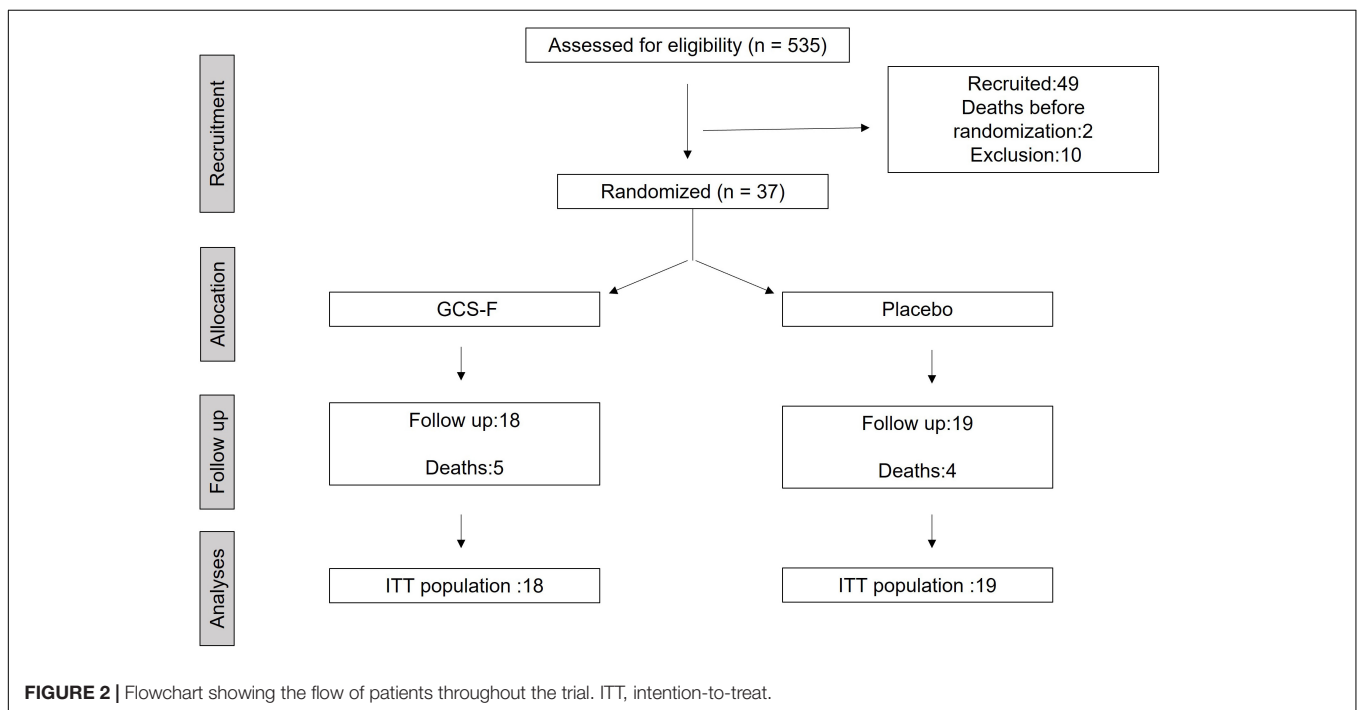 Assessed for eligibility (n = 535)
Recruitment
Recruited:49
Deaths before
randomization:2
Exclusion:10
Randomized (n = 37)
Allocation
GCS-F
Placebo
Follow up
Follow up:18
Deaths:5
Follow up:19
Deaths:4
Analyses
ITT population :18
ITT population :19
FIGURE 2 | Flowchart showing the flow of patients throughout the trial. ITT, intention-to-treat.